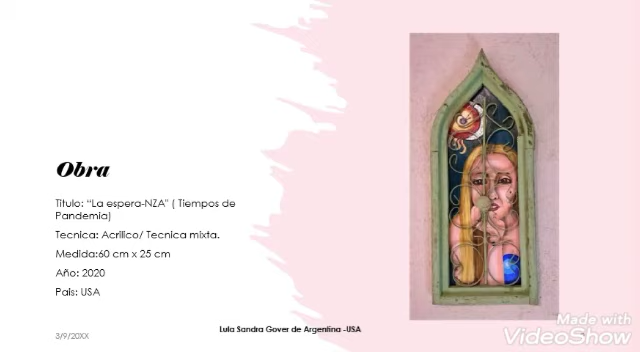 Obra
Titulo: “La espera-NZA” ( Tiempos de
Pandemia)
Tecnica: Acrilico/ Tecnica mixta.
Medida:60 cm x 25 cm
Año: 2020
Pais: USA
3/9/20XX
Lula Sandra Gover de Argentina -USA
Made with
VideoShow